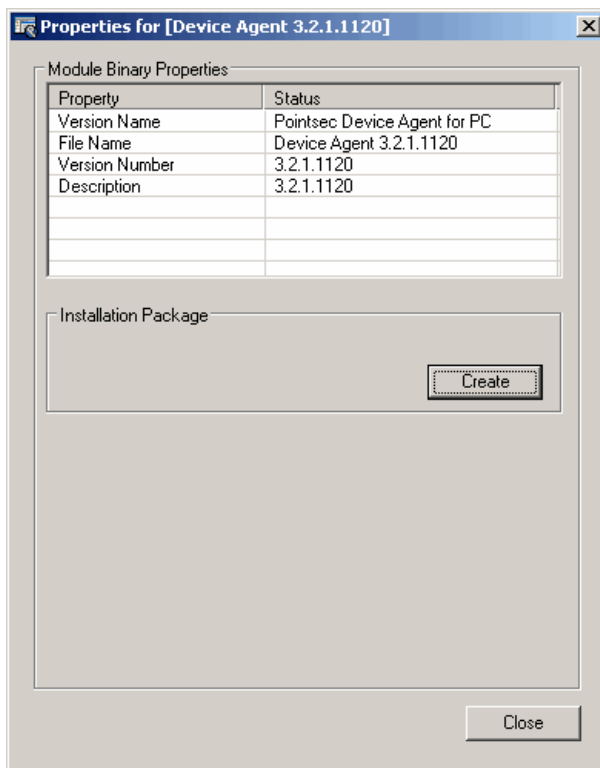 Properties for [Device Agent 3.2.1.1120]
Module Binary Properties
Property Status
Version Name Pointsec Device Agent for PC
File Name Device Agent 3.2.1.1120
Version Number 3.2.1.1120
Description 3.2.1.1120
Installation Package
Create
Close